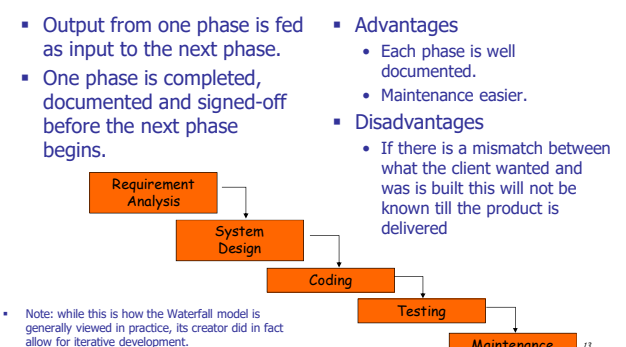 ▪ Output from one phase is fed
as input to the next phase.
▪ One phase is completed,
documented and signed-off
before the next phase
begins.
▪ Advantages
• Each phase is well
documented.
• Maintenance easier.
▪ Disadvantages
• If there is a mismatch between
what the client wanted and
was is built this will not be
known till the product is
delivered
Requirement
Analysis
System
Design
Coding
Testing
Maintenance
▪ Note: while this is how the Waterfall model is
generally viewed in practice, its creator did in fact
allow for iterative development.
13